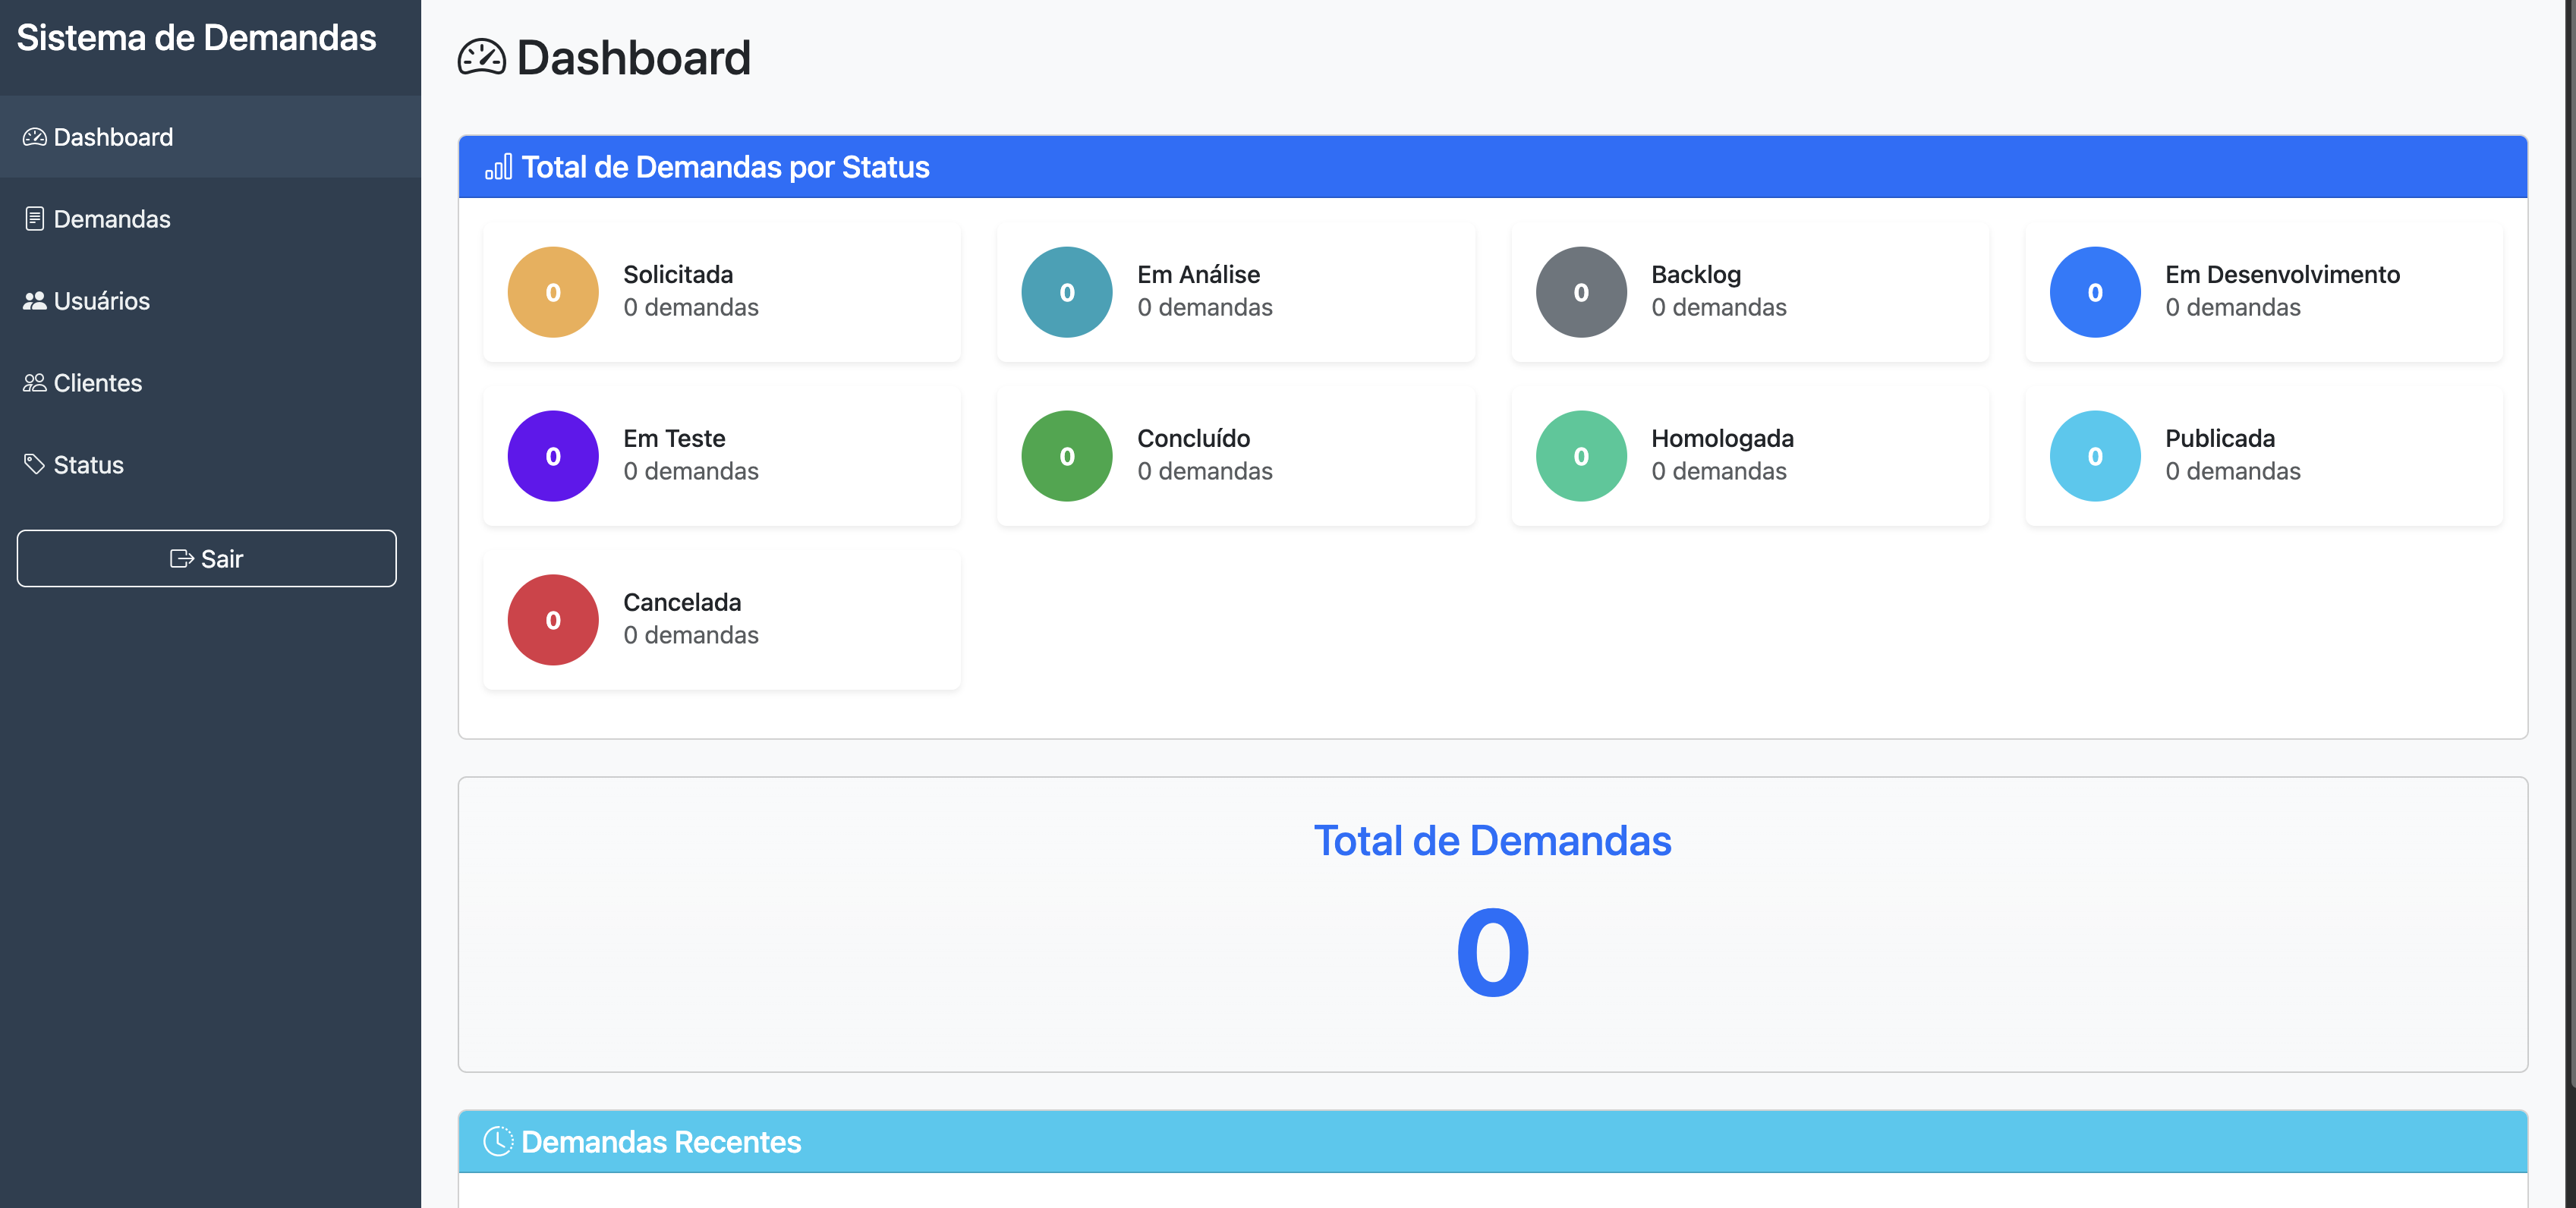 Sistema de Demandas
Dashboard
Demandas
Usuários
Clientes
Status
Sair
Dashboard
Total de Demandas por Status
0
Solicitada
0 demandas
0
Em Análise
0 demandas
0
Backlog
0 demandas
0
Em Desenvolvimento
0 demandas
0
Em Teste
0 demandas
0
Concluído
0 demandas
0
Homologada
0 demandas
0
Publicada
0 demandas
0
Cancelada
0 demandas
Total de Demandas
0
Demandas Recentes